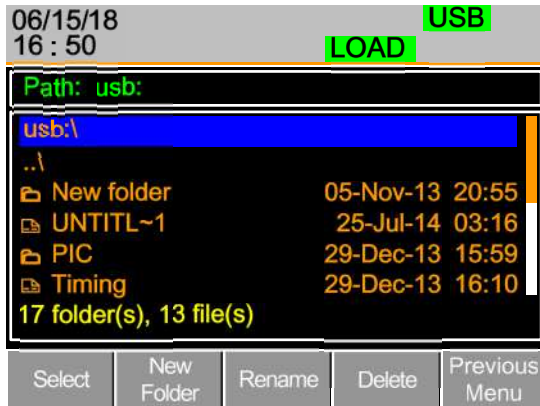 06/15/18 USB
16 : 50 LOAD
Path: usb:
usb:\
..\
New folder 05-Nov-13 20:55
UNTITL~1 25-Jul-14 03:16
PIC 29-Dec-13 15:59
Timing 29-Dec-13 16:10
17 folder(s), 13 file(s)
Select New Folder Rename Delete Previous Menu